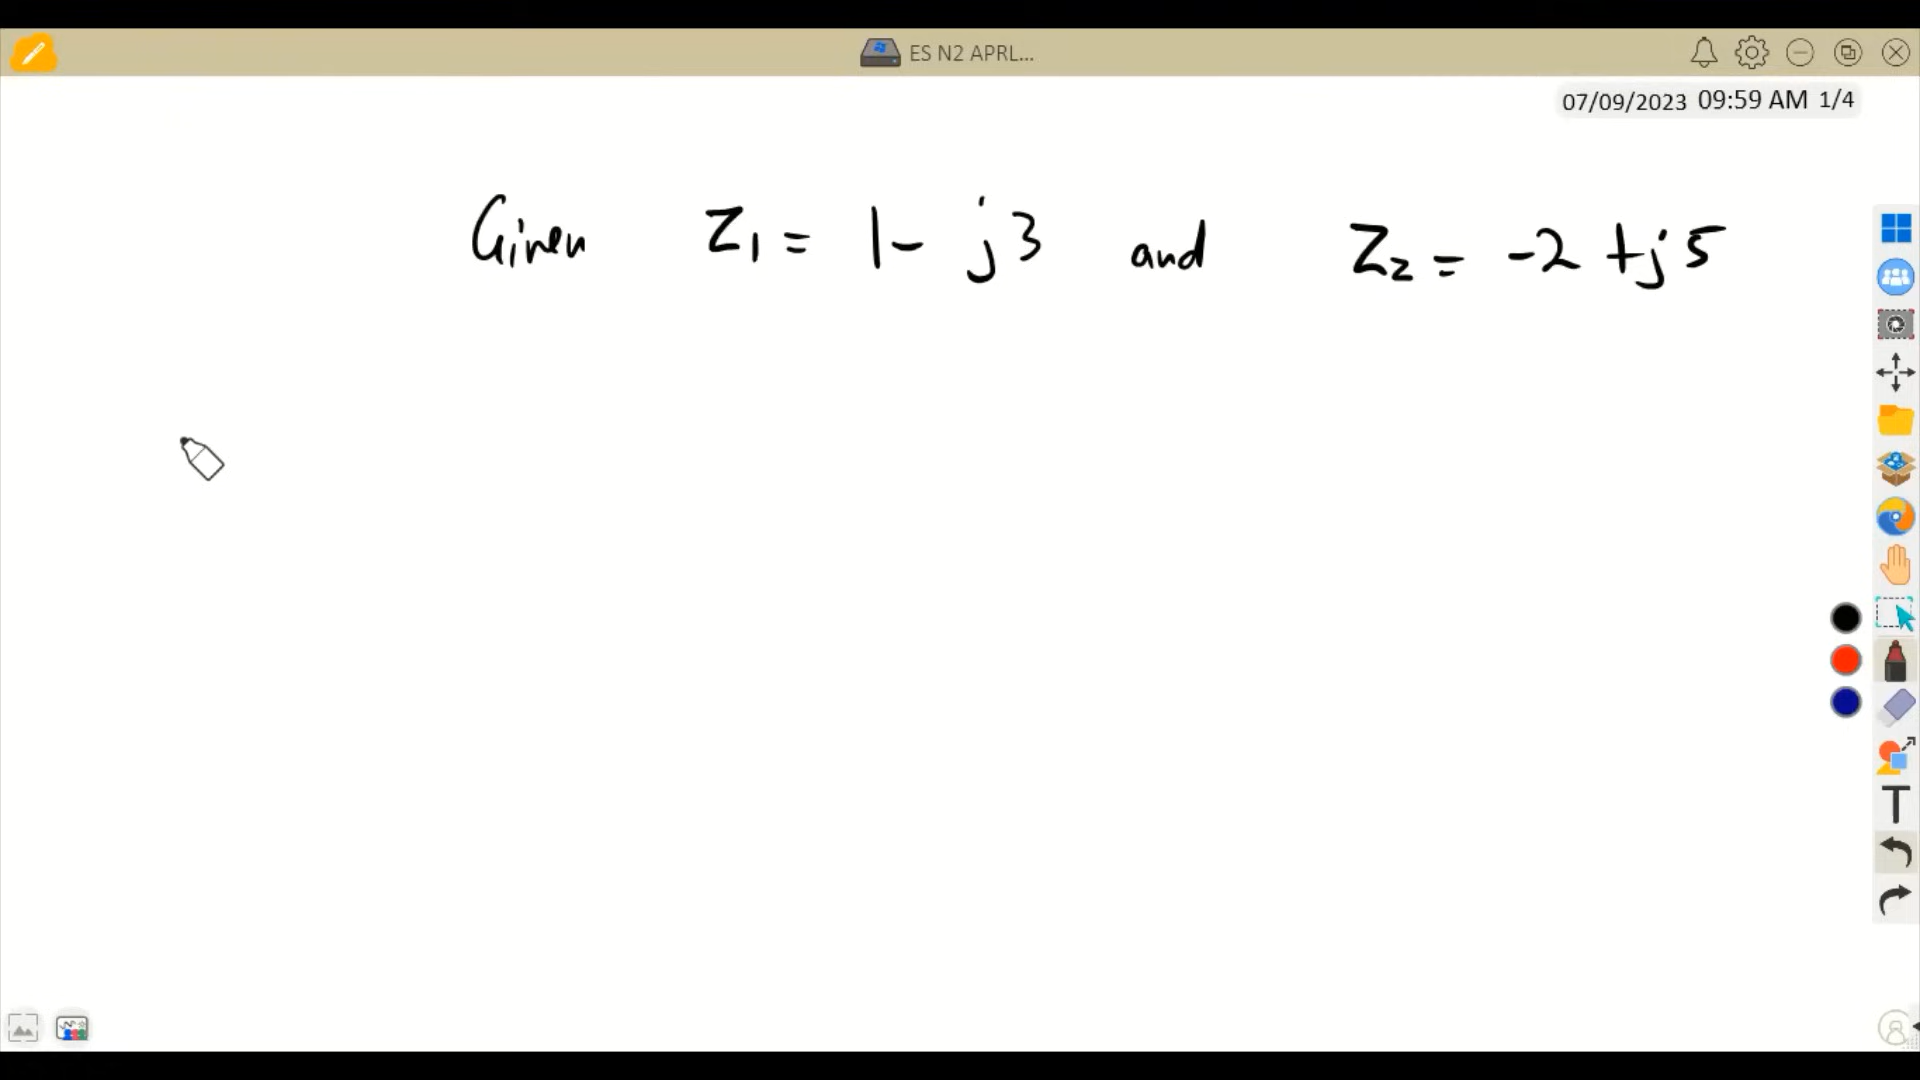 ES N2 APRL...
07/09/2023 09:59 AM 1/4
Given Z₁ = 1 - j3 and Z₂ = -2 + j5
T